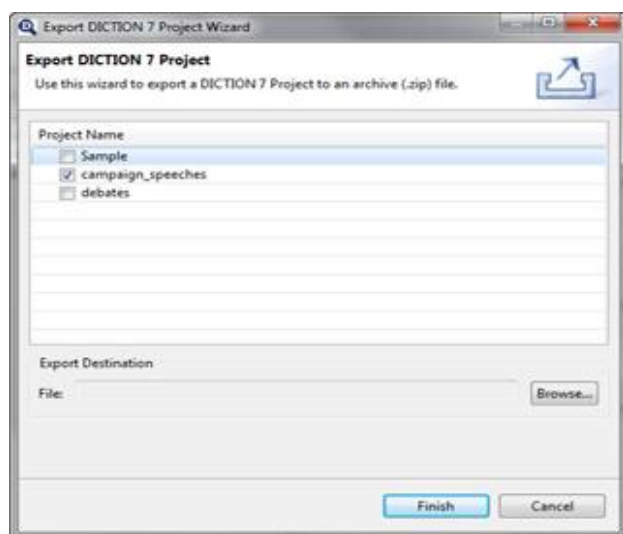 Export DICTION 7 Project Wizard
Export DICTION 7 Project
Use this wizard to export a DICTION 7 Project to an archive (.zip) file.
Project Name
Sample
campaign_speeches
debates
Export Destination
File:
Browse...
Finish
Cancel